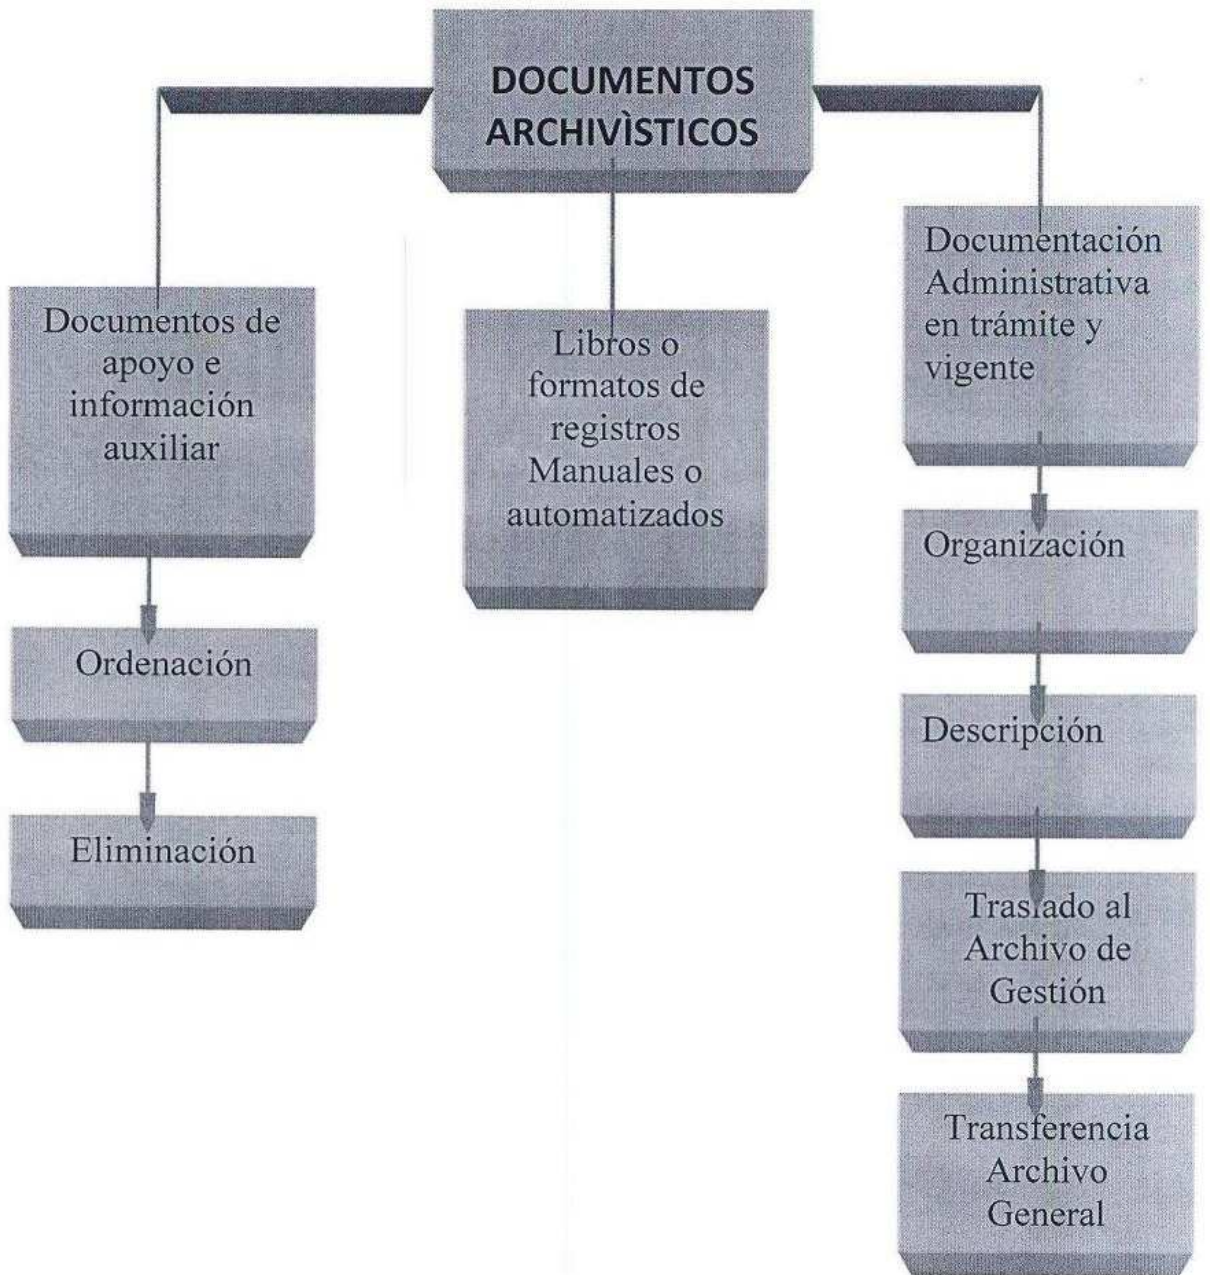 DOCUMENTOS
ARCHIVÌSTICOS
Documentos de
apoyo e
información
auxiliar
Ordenación
Eliminación
Libros o
formatos de
registros
Manuales o
automatizados
Documentación
Administrativa
en trámite y
vigente
Organización
Descripción
Traslado al
Archivo de
Gestión
Transferencia
Archivo
General